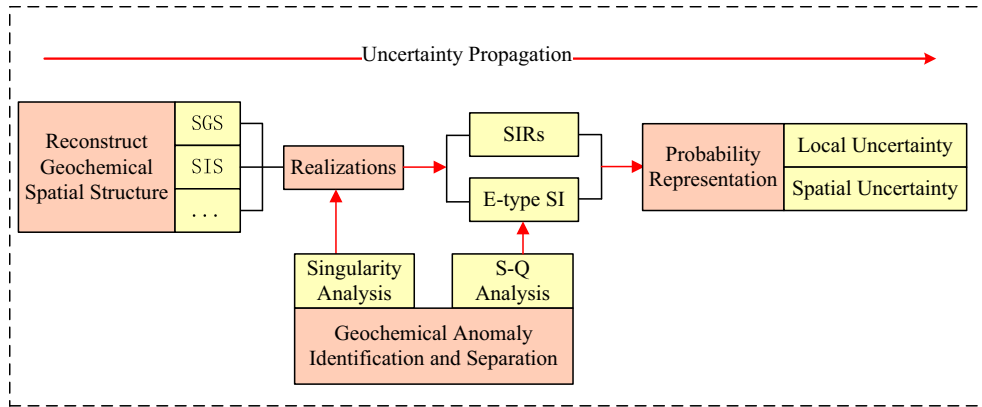 Uncertainty Propagation
Reconstruct
Geochemical
Spatial Structure
SGS
SIS
...
Realizations
SIRs
E-type SI
Probability
Representation
Local Uncertainty
Spatial Uncertainty
Singularity
Analysis
S-Q
Analysis
Geochemical Anomaly
Identification and Separation